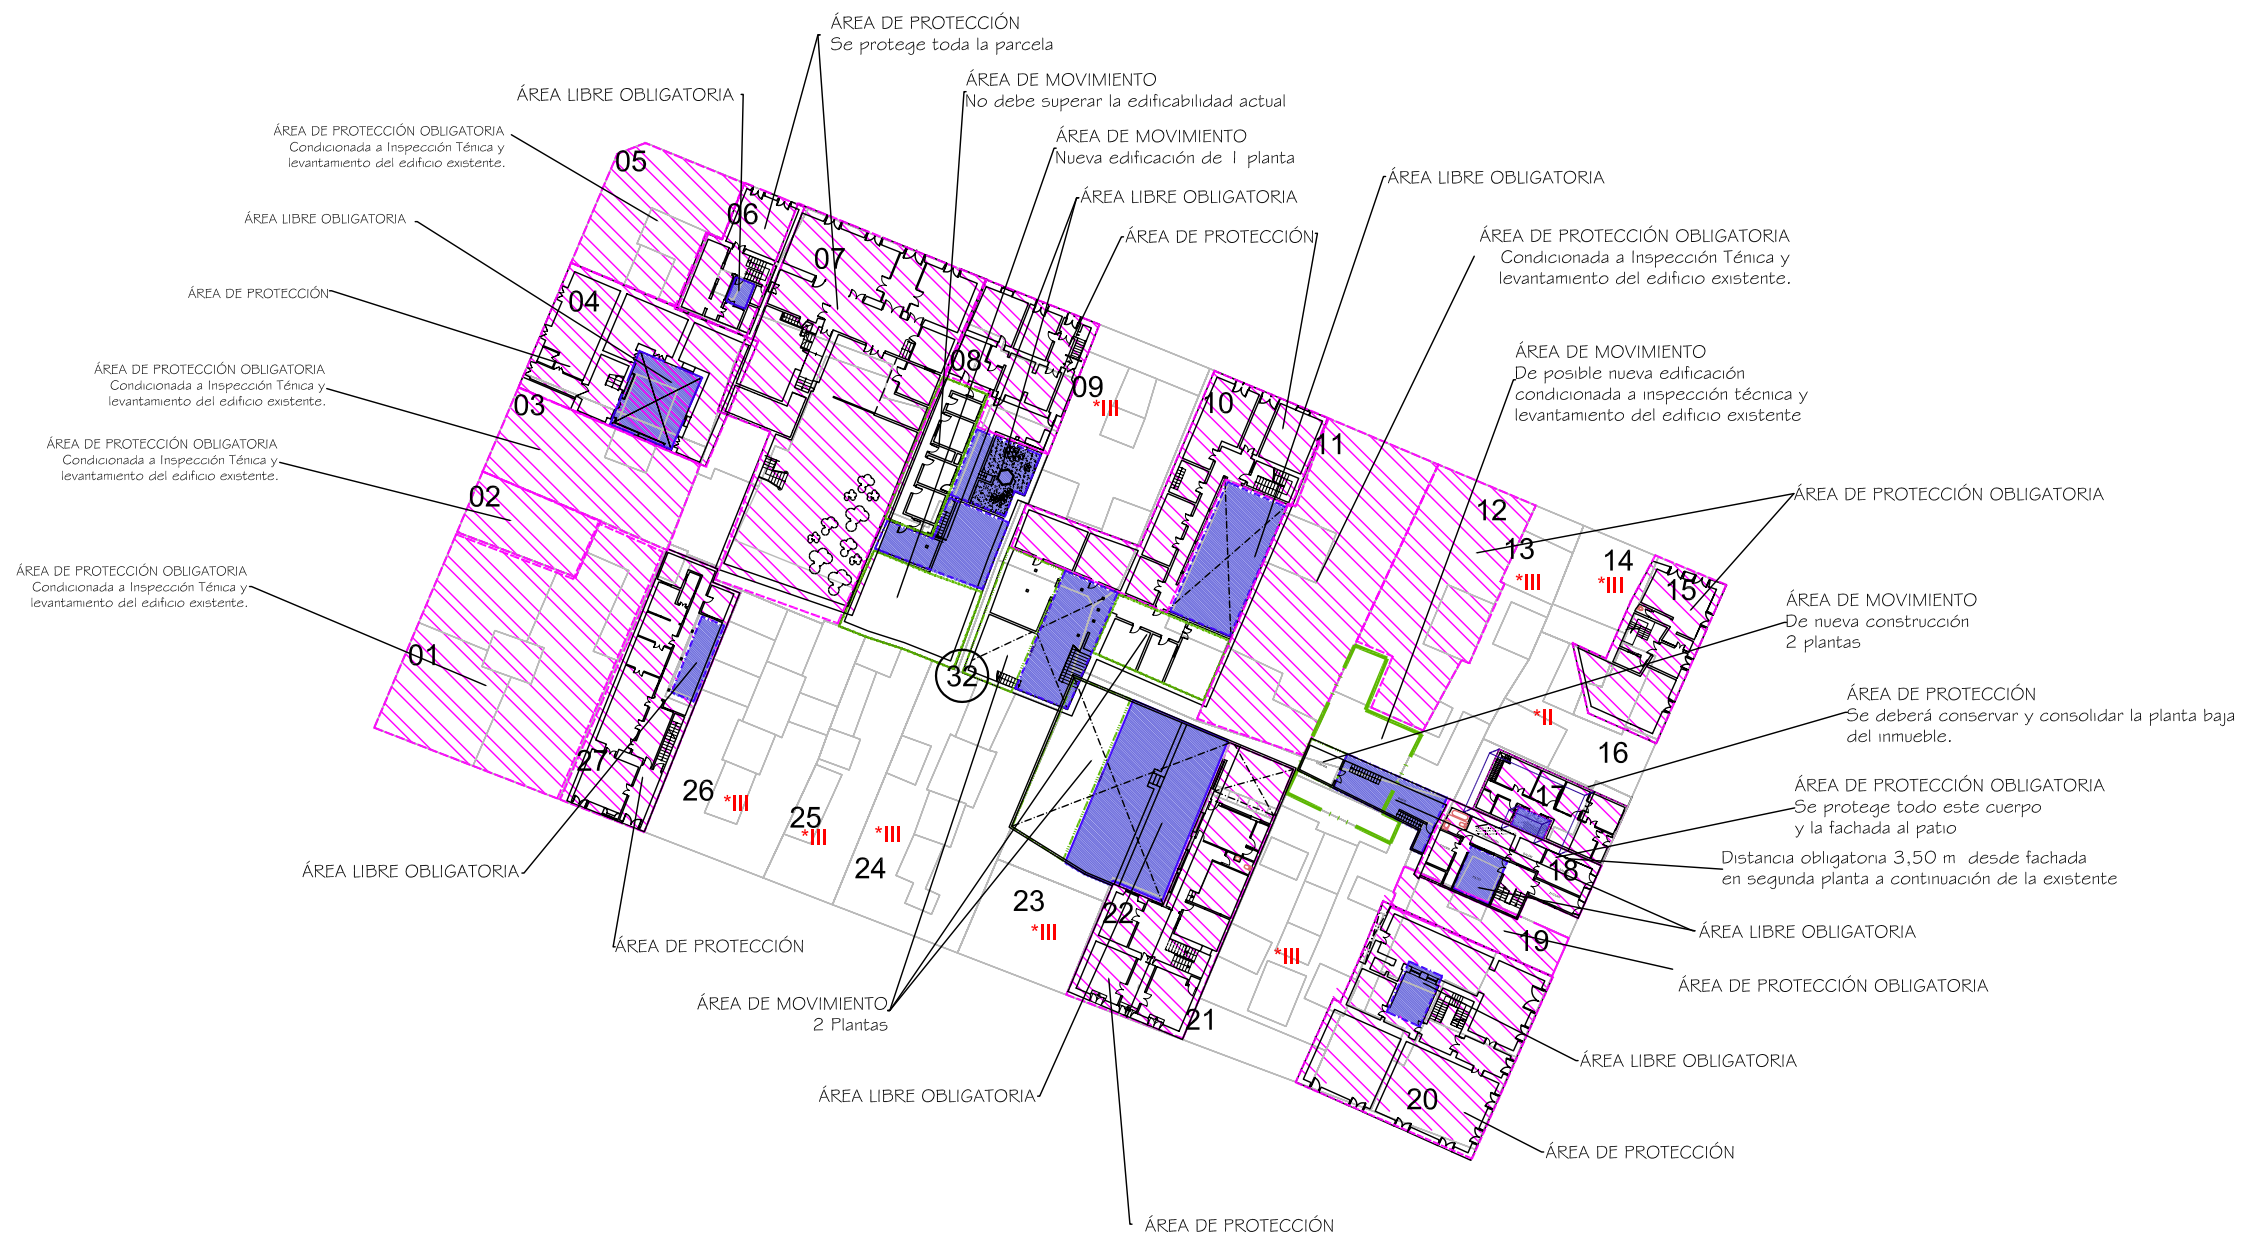 ÁREA DE PROTECCIÓN
Se protege toda la parcela
ÁREA DE MOVIMIENTO
No debe superar la edificabilidad actual
ÁREA LIBRE OBLIGATORIA
ÁREA DE PROTECCIÓN OBLIGATORIA
Condicionada a Inspección Ténica y
levantamiento del edificio existente.
ÁREA DE MOVIMIENTO
Nueva edificación de 1 planta
ÁREA LIBRE OBLIGATORIA
ÁREA LIBRE OBLIGATORIA
ÁREA LIBRE OBLIGATORIA
ÁREA DE PROTECCIÓN
ÁREA DE PROTECCIÓN OBLIGATORIA
Condicionada a Inspección Ténica y
levantamiento del edificio existente.
ÁREA DE PROTECCIÓN
ÁREA DE MOVIMIENTO
De posible nueva edificación
condicionada a inspección técnica y
levantamiento del edificio existente
ÁREA DE PROTECCIÓN OBLIGATORIA
Condicionada a Inspección Ténica y
levantamiento del edificio existente.
ÁREA DE PROTECCIÓN OBLIGATORIA
Condicionada a Inspección Ténica y
levantamiento del edificio existente.
ÁREA DE PROTECCIÓN OBLIGATORIA
ÁREA DE PROTECCIÓN OBLIGATORIA
Condicionada a Inspección Ténica y
levantamiento del edificio existente.
ÁREA DE MOVIMIENTO
De nueva construcción
2 plantas
ÁREA DE PROTECCIÓN
Se deberá conservar y consolidar la planta baja
del inmueble.
ÁREA DE PROTECCIÓN OBLIGATORIA
Se protege todo este cuerpo
y la fachada al patio
Distancia obligatoria 3,50 m desde fachada
en segunda planta a continuación de la existente
ÁREA LIBRE OBLIGATORIA
ÁREA LIBRE OBLIGATORIA
ÁREA DE PROTECCIÓN
ÁREA DE PROTECCIÓN OBLIGATORIA
ÁREA DE MOVIMIENTO
2 Plantas
ÁREA LIBRE OBLIGATORIA
ÁREA LIBRE OBLIGATORIA
ÁREA DE PROTECCIÓN
ÁREA DE PROTECCIÓN
05
06
07
04
03
02
01
08
09
*III
10
11
12
13
*III
14
*III
15
*II
16
17
18
19
20
21
22
*III
23
*III
24
*III
25
*III
26
*III
27
32